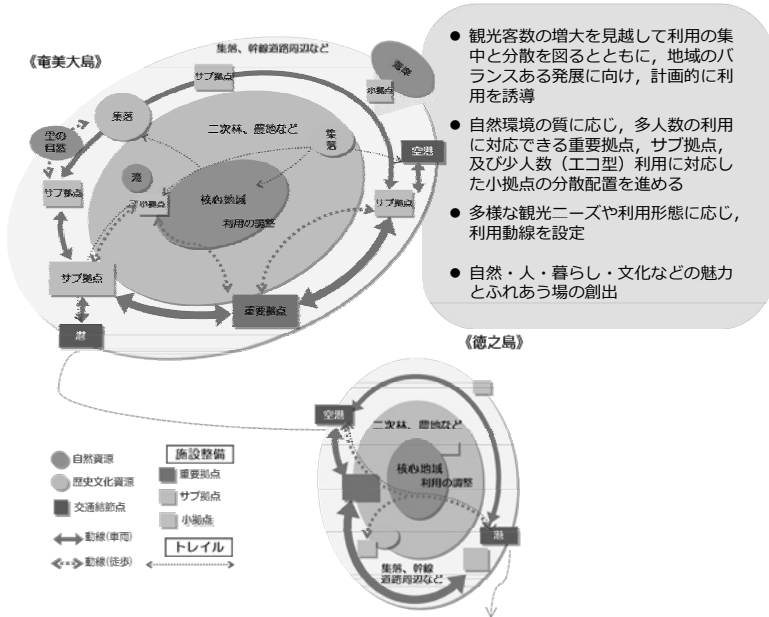 《奄美大島》
集落、幹線道路周辺など
サブ拠点
海岸
小拠点
集落
二次林、農地など
集落
里の自然
空港
サブ拠点
滝
小拠点
核心地域
利用の調整
サブ拠点
サブ拠点
重要拠点
港
● 観光客数の増大を見越して利用の集
中と分散を図るとともに，地域のバ
ランスある発展に向け，計画的に利
用を誘導
● 自然環境の質に応じ，多人数の利用
に対応できる重要拠点，サブ拠点，
及び少人数（エコ型）利用に対応し
た小拠点の分散配置を進める
● 多様な観光ニーズや利用形態に応じ，
利用動線を設定
● 自然・人・暮らし・文化などの魅力
とふれあう場の創出
《徳之島》
空港
二次林、農地など
核心地域
利用の調整
港
集落、幹線
道路周辺など
自然資源
歴史文化資源
交通結節点
動線(車両)
動線(徒歩)
施設整備
重要拠点
サブ拠点
小拠点
トレイル